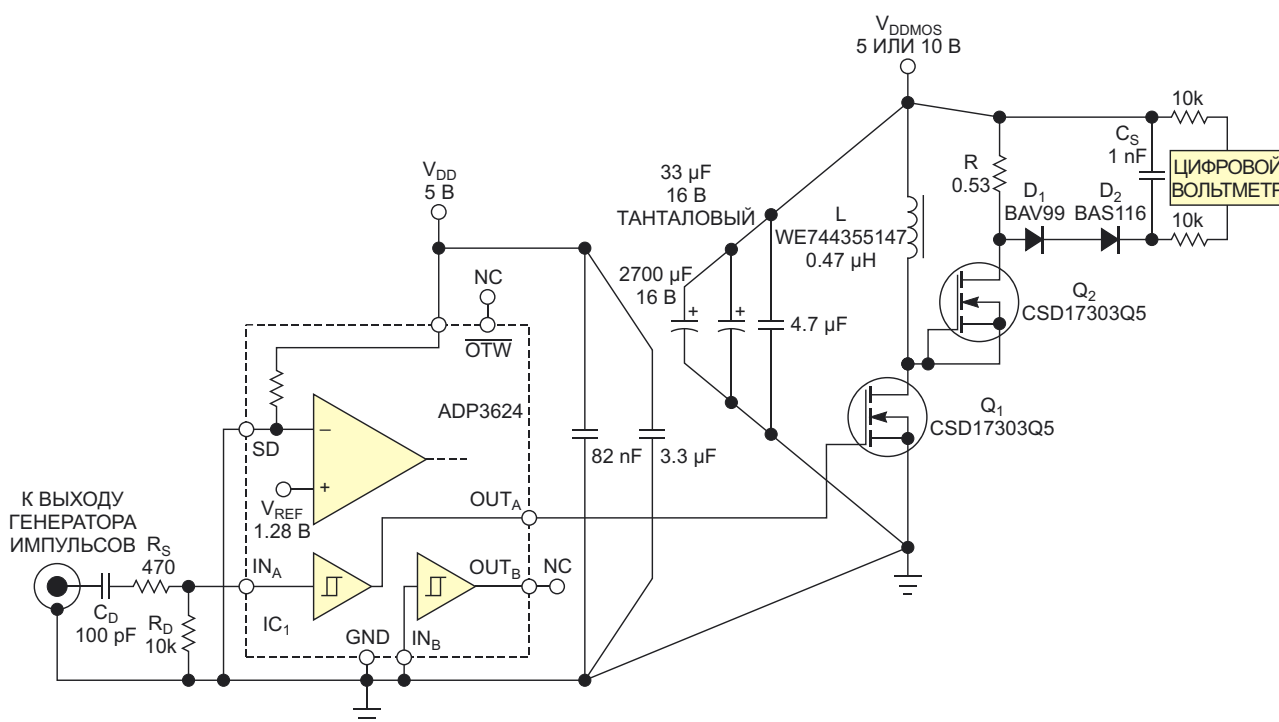 V_DDMOS
5 ИЛИ 10 В
10k
C_S
1 nF
ЦИФРОВОЙ
ВОЛЬТМЕТР
10k
R
0.53
D_1
BAV99
D_2
BAS116
V_DD
5 В
33 µF
16 В
ТАНТАЛОВЫЙ
L
WE744355147
0.47 µH
2700 µF
16 В
+
+
4.7 µF
Q_2
CSD17303Q5
NC
OTW
ADP3624
Q_1
CSD17303Q5
SD
−
+
V_REF
1.28 В
82 nF
3.3 µF
OUT_A
К ВЫХОДУ
ГЕНЕРАТОРА
ИМПУЛЬСОВ
R_S
470
IN_A
OUT_B
NC
C_D
100 pF
R_D
10k
IC_1
GND
IN_B